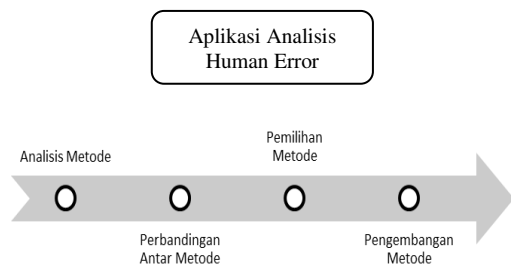 Aplikasi Analisis
Human Error
Analisis Metode
Perbandingan
Antar Metode
Pemilihan
Metode
Pengembangan
Metode